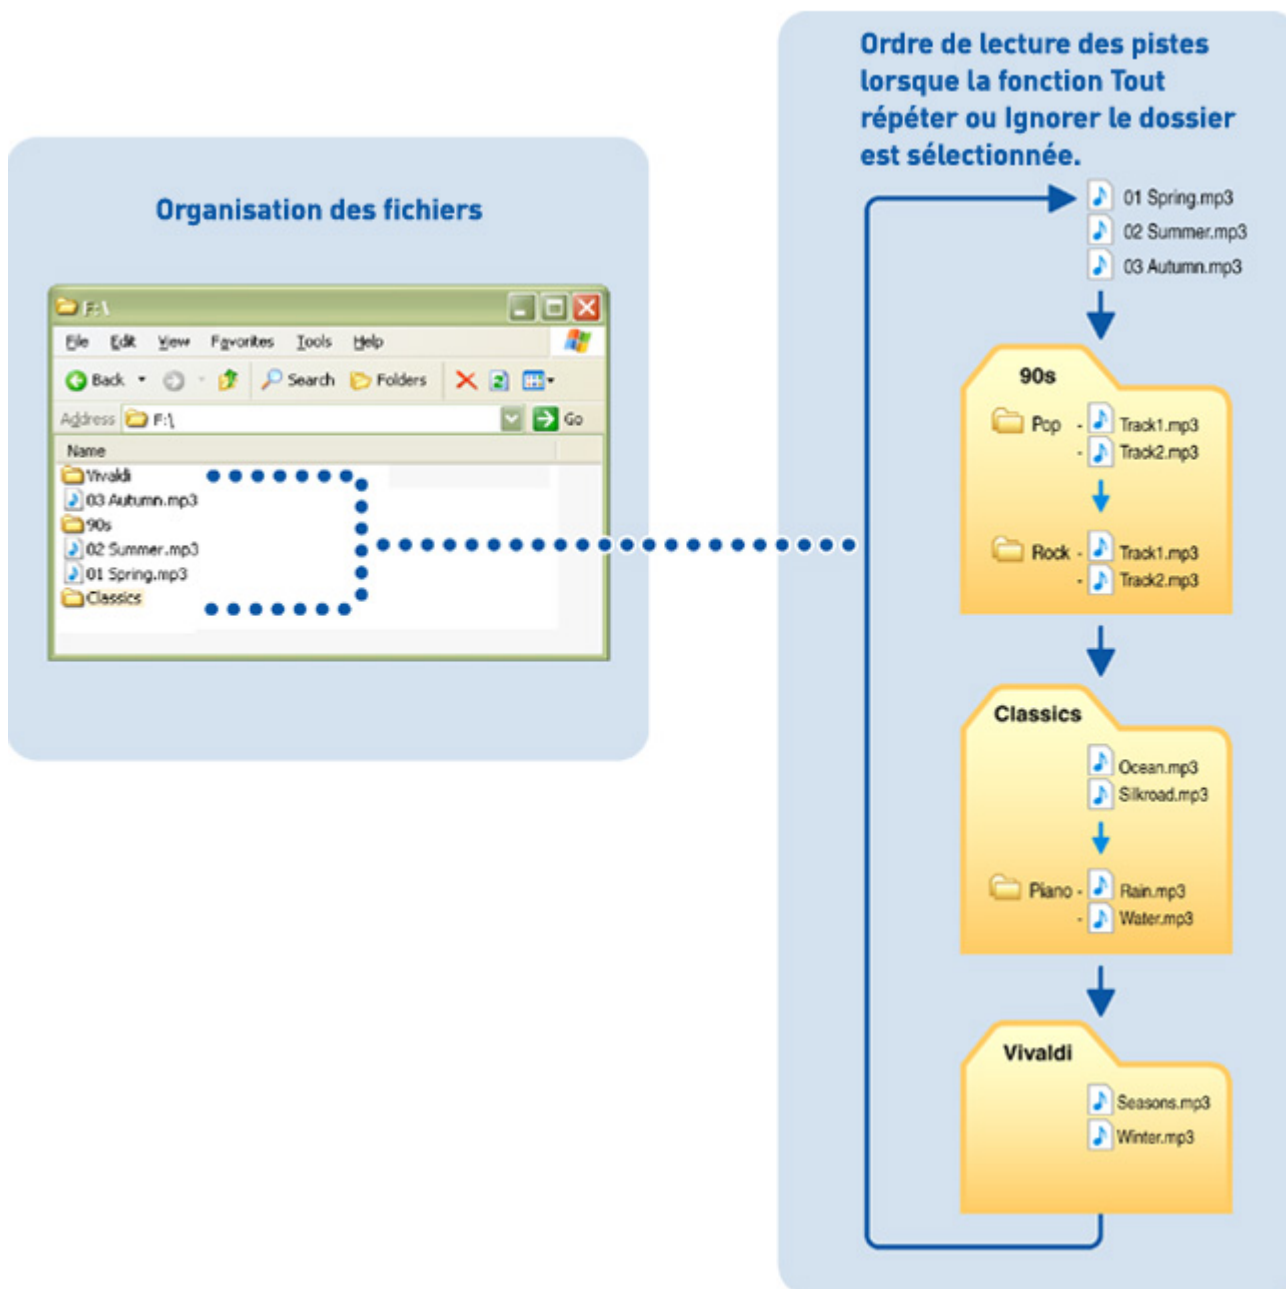 Organisation des fichiers
F:\
File Edit View Favorites Tools Help
Back Search Folders
Address F:\ Go
Name
Vivaldi
03 Autumn.mp3
90s
02 Summer.mp3
01 Spring.mp3
Classics
Ordre de lecture des pistes
lorsque la fonction Tout
répéter ou Ignorer le dossier
est sélectionnée.
01 Spring.mp3
02 Summer.mp3
03 Autumn.mp3
90s
Pop - Track1.mp3
- Track2.mp3
Rock - Track1.mp3
- Track2.mp3
Classics
Ocean.mp3
Silkroad.mp3
Piano - Rain.mp3
- Water.mp3
Vivaldi
Seasons.mp3
Winter.mp3